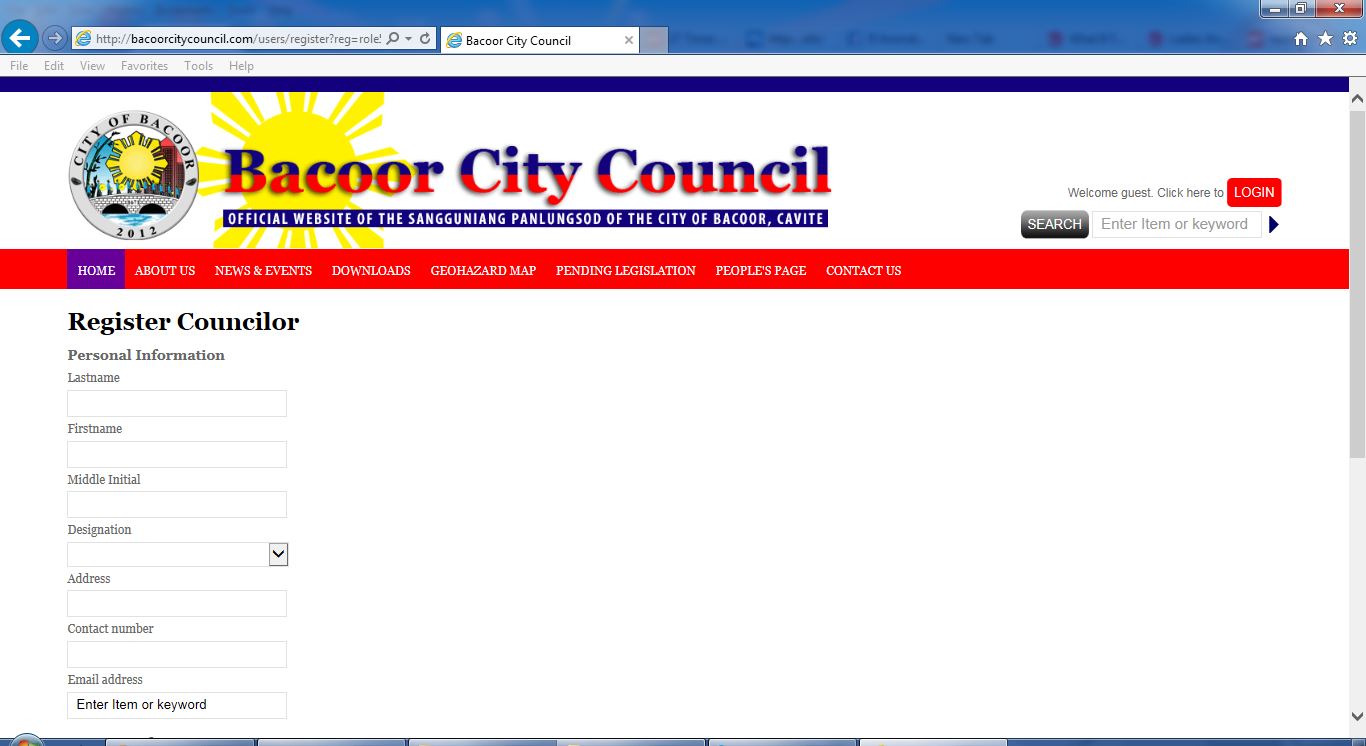 http://bacoorcitycouncil.com/users/register?reg=role!
Bacoor City Council
File Edit View Favorites Tools Help
CITY OF BACOOR
2012
Bacoor City Council
OFFICIAL WEBSITE OF THE SANGGUNIANG PANLUNGSOD OF THE CITY OF BACOOR, CAVITE
Welcome guest. Click here to LOGIN
SEARCH Enter Item or keyword
HOME ABOUT US NEWS & EVENTS DOWNLOADS GEOHAZARD MAP PENDING LEGISLATION PEOPLE'S PAGE CONTACT US
Register Councilor
Personal Information
Lastname
Firstname
Middle Initial
Designation
Address
Contact number
Email address
Enter Item or keyword